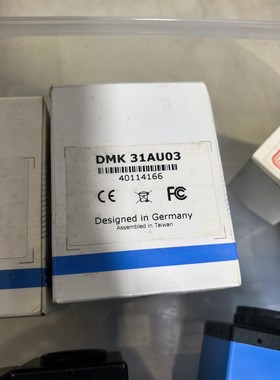 DMK 31AU03
40114166
CE FC
Designed in Germany
Assembled in Taiwan